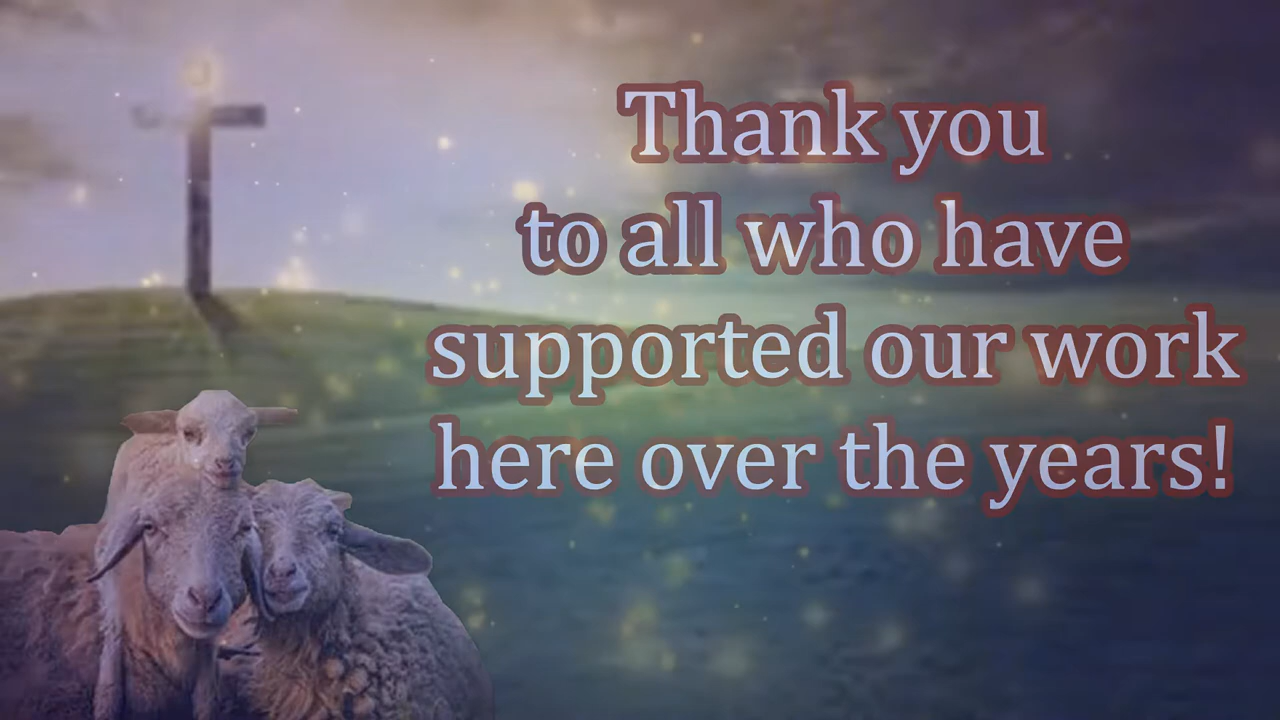 Thank you
to all who have
supported our work
here over the years!